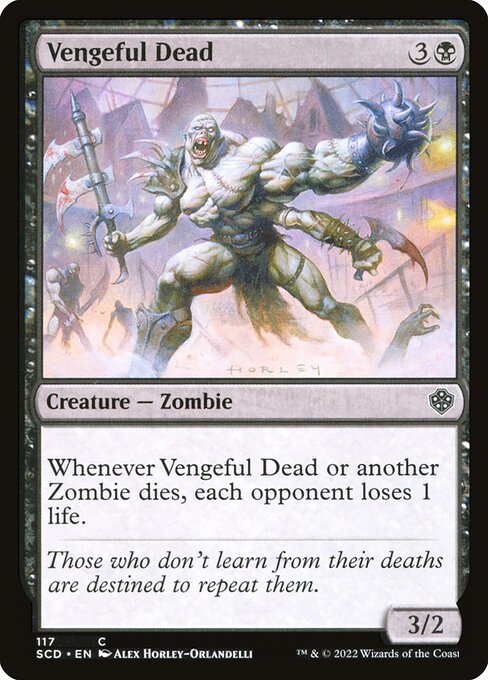 Vengeful Dead 3
HORLEY
Creature — Zombie
Whenever Vengeful Dead or another
Zombie dies, each opponent loses 1
life.
Those who don't learn from their deaths
are destined to repeat them.
3/2
117 C
SCD • EN Alex Horley-Orlandelli
™ & © 2022 Wizards of the Coast